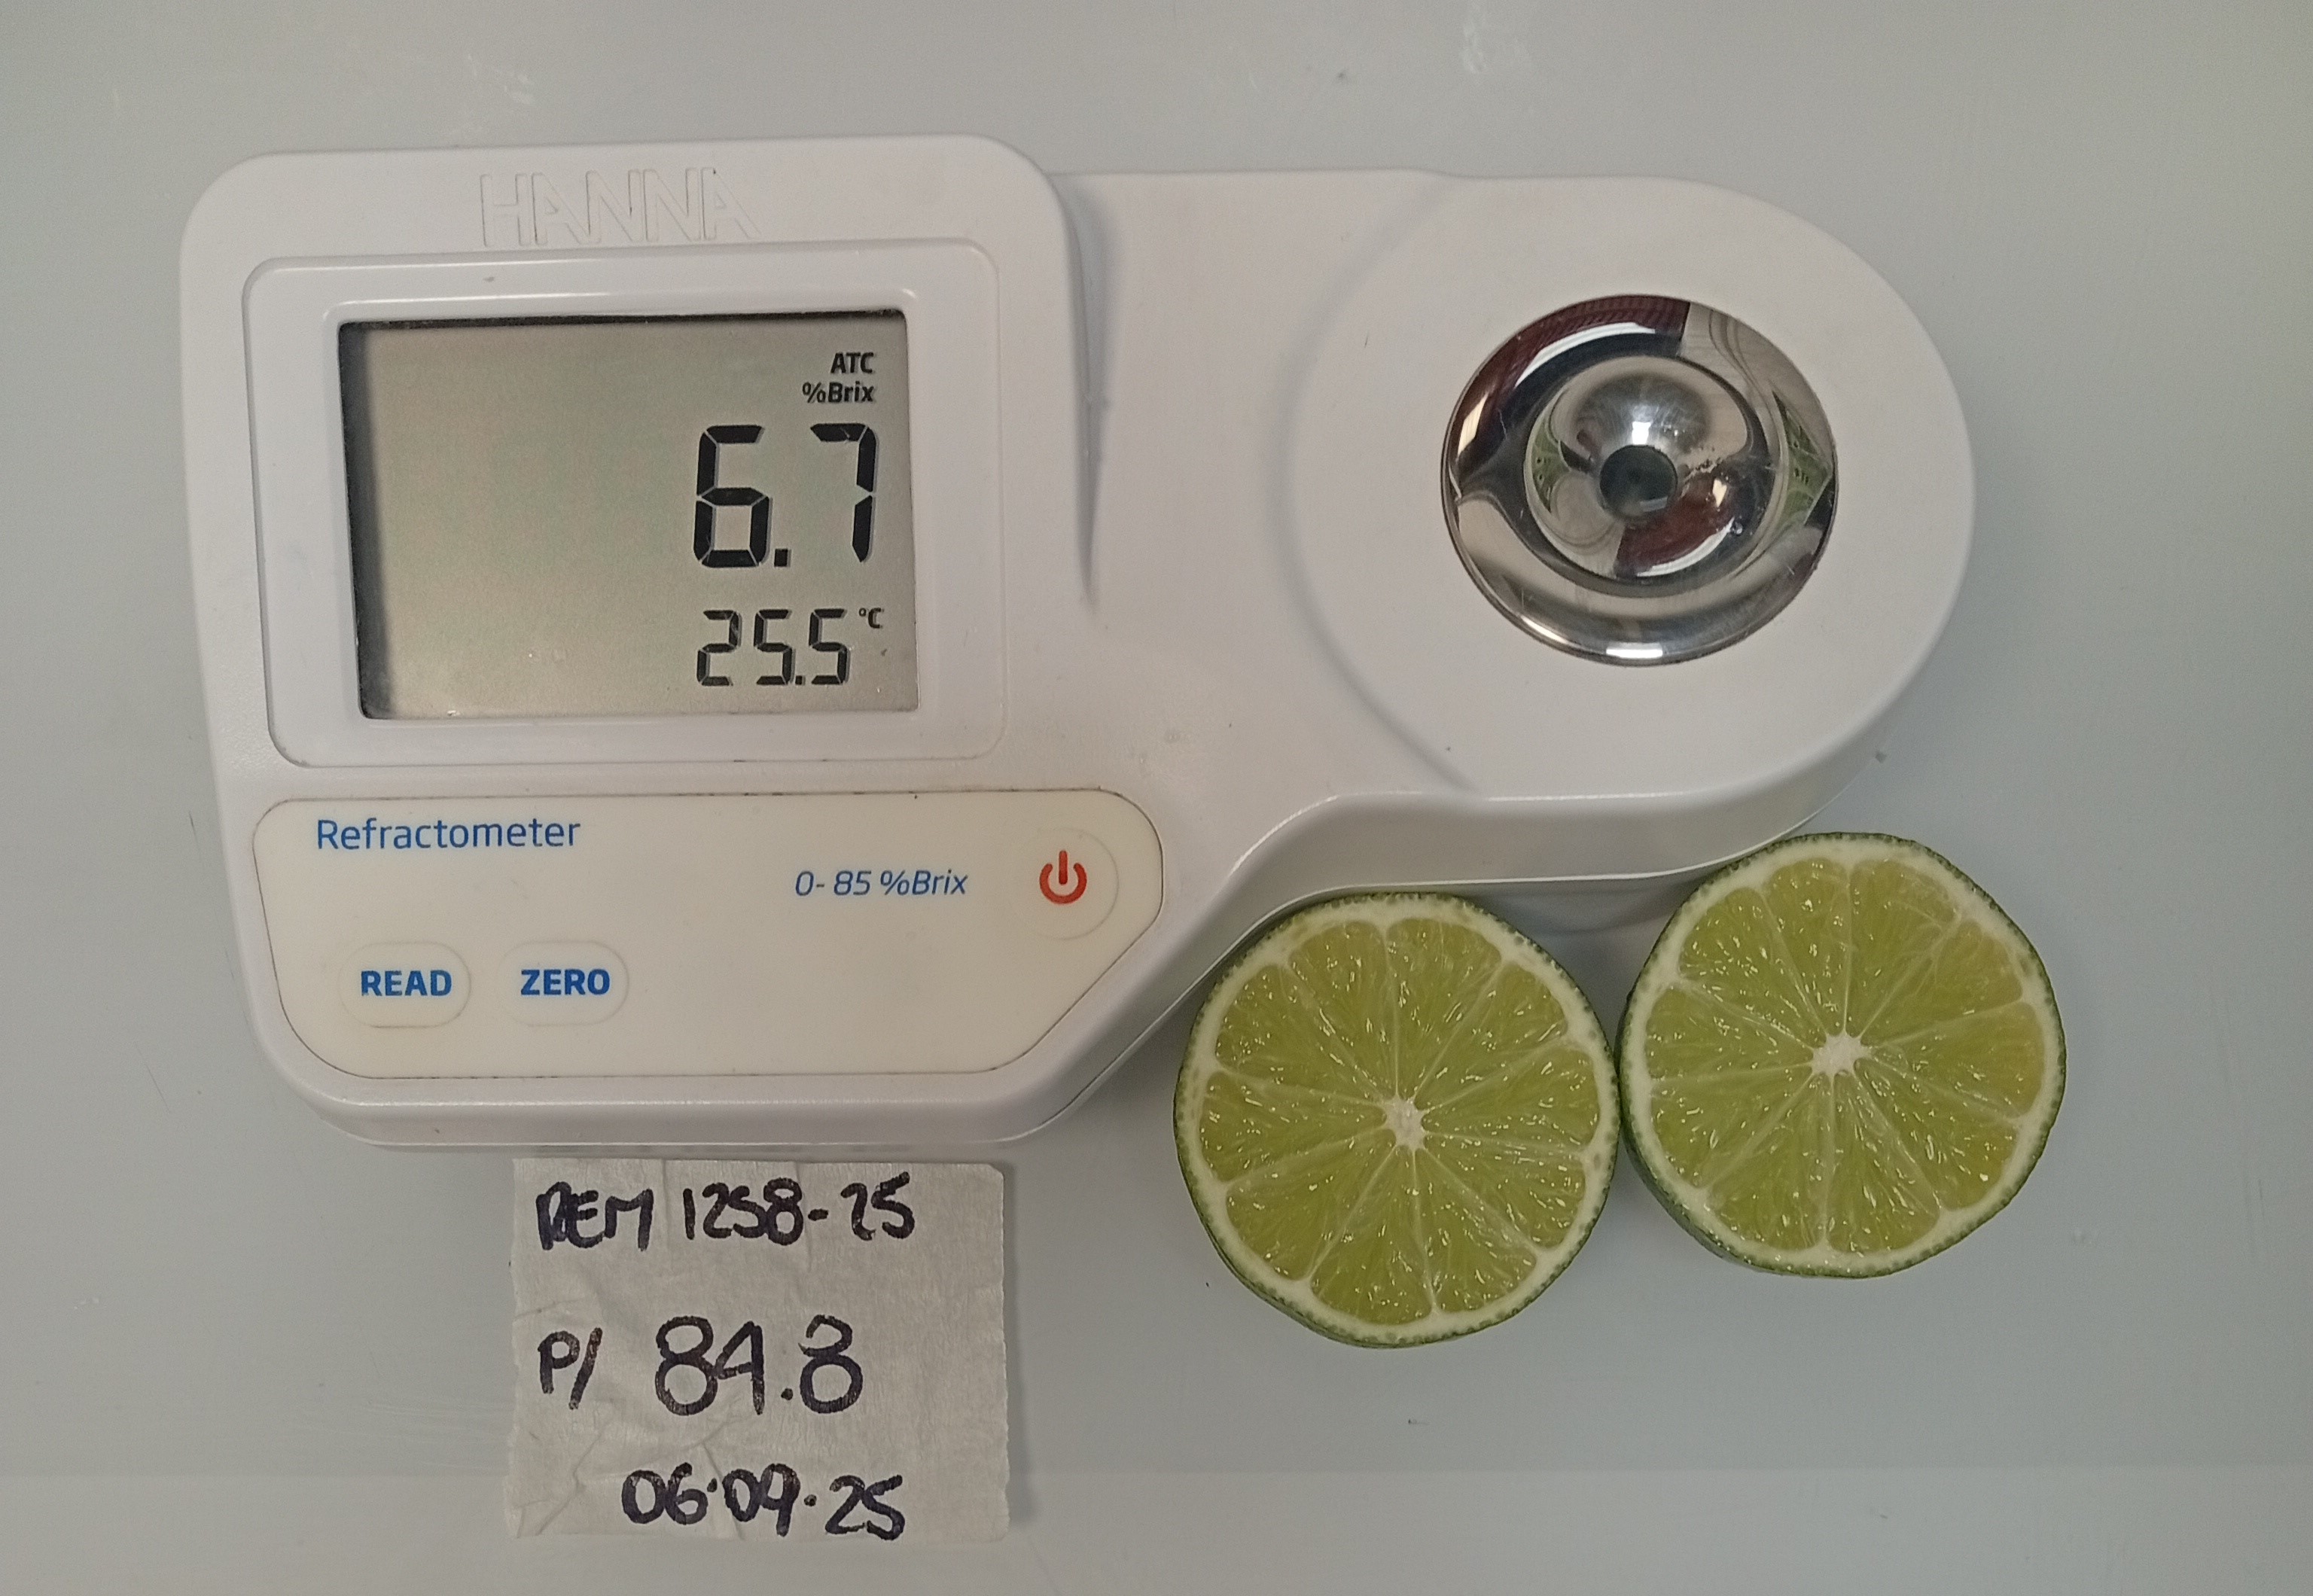 HANNA
ATC
%Brix
6.7
25.5 °C
Refractometer
0-85 %Brix
READ ZERO
REM 1258-25
P/ 84.8
06.09.25